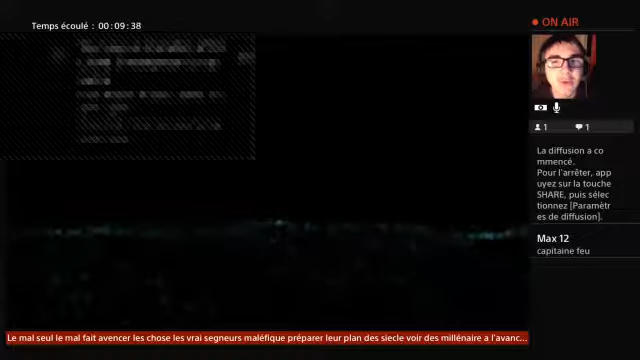 Temps écoulé : 00:09:38
ON AIR
1
1
La diffusion a co
mmencé.
Pour l'arrêter, app
uyez sur la touche
SHARE, puis sélec
tionnez [Paramètr
es de diffusion].
Max 12
capitaine feu
Le mal seul le mal fait avencer les chose les vrai segneurs maléfique préparer leur plan des siecle voir des millénaire a l'avanc...